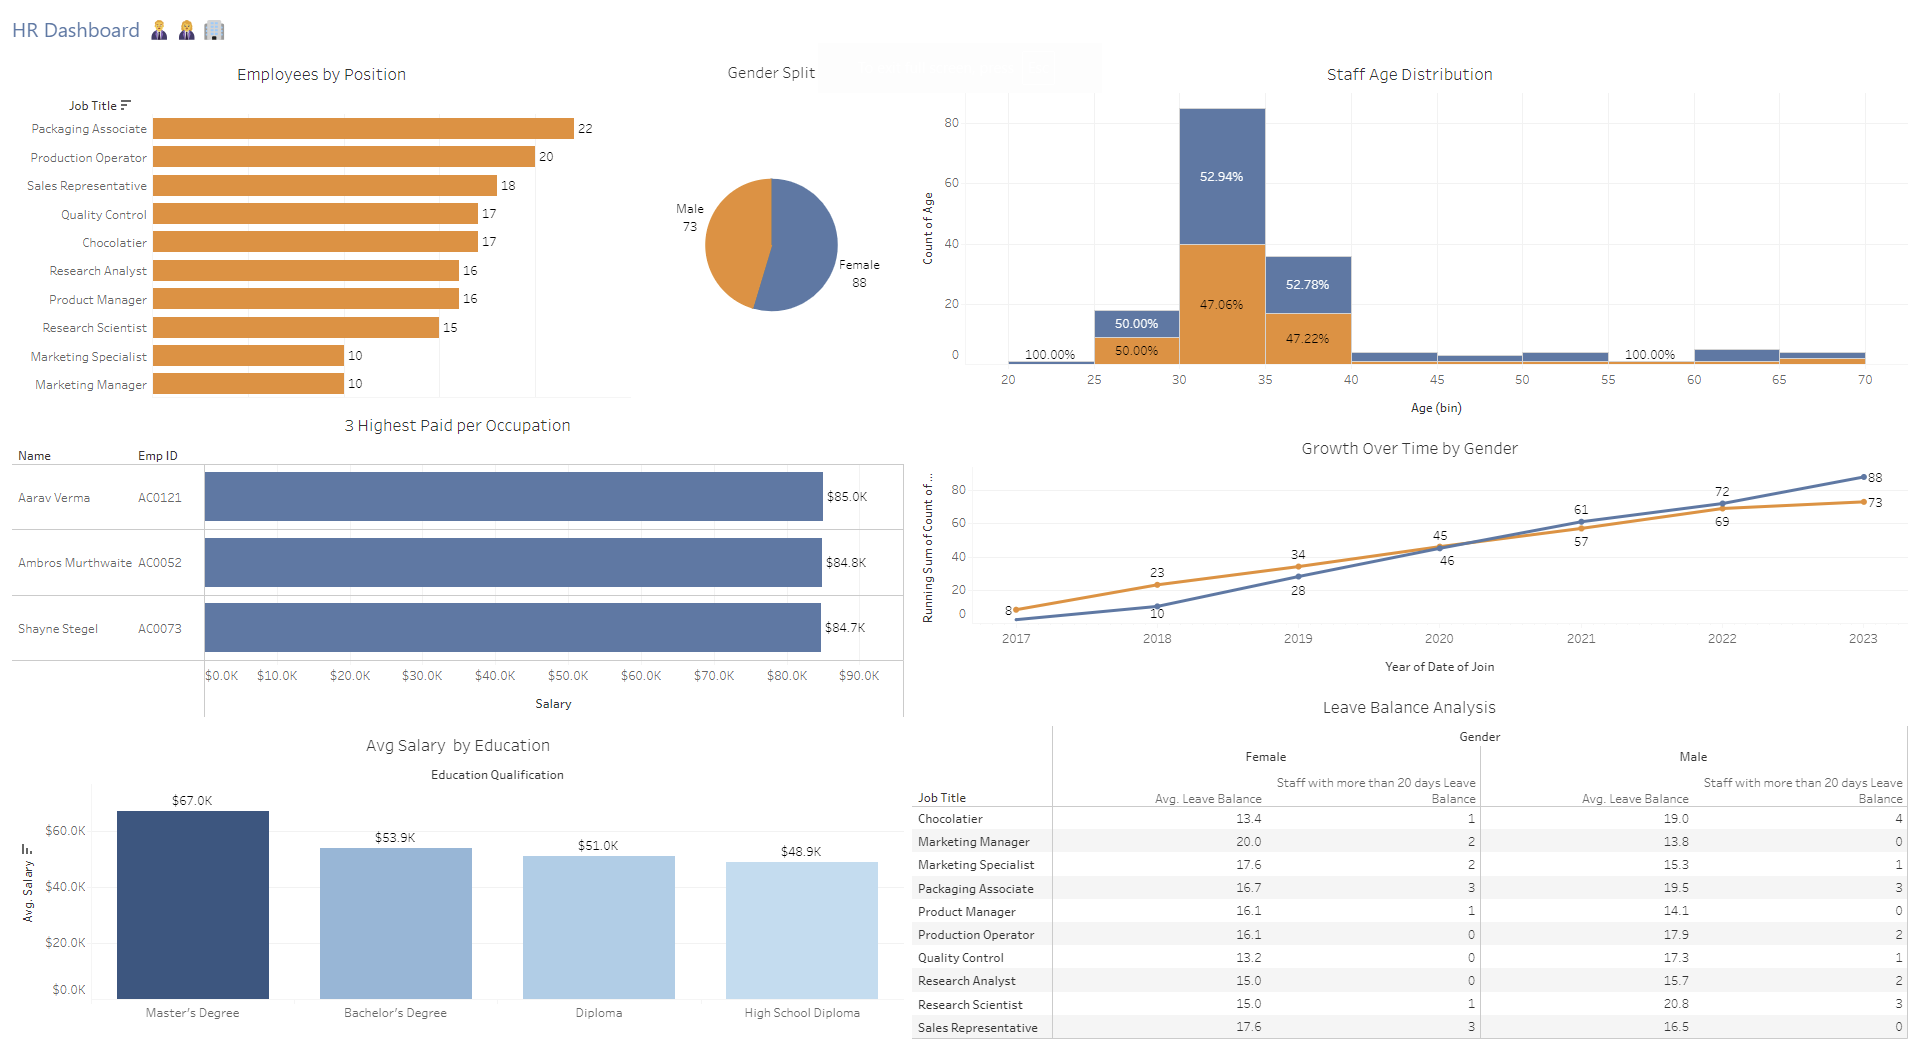 HR Dashboard
Employees by Position
Job Title
Packaging Associate 22
Production Operator 20
Sales Representative 18
Quality Control 17
Chocolatier 17
Research Analyst 16
Product Manager 16
Research Scientist 15
Marketing Specialist 10
Marketing Manager 10
Gender Split
Male
73
Female
88
Staff Age Distribution
Count of Age
80
60
40
20
0
100.00%
50.00%
50.00%
52.94%
47.06%
52.78%
47.22%
100.00%
20 25 30 35 40 45 50 55 60 65 70
Age (bin)
3 Highest Paid per Occupation
Name Emp ID
Aarav Verma AC0121 $85.0K
Ambros Murthwaite AC0052 $84.8K
Shayne Stegel AC0073 $84.7K
$0.0K $10.0K $20.0K $30.0K $40.0K $50.0K $60.0K $70.0K $80.0K $90.0K
Salary
Growth Over Time by Gender
Running Sum of Count of ...
80
60
40
20
0
8
23
10
34
28
45
46
61
57
72
69
88
73
2017 2018 2019 2020 2021 2022 2023
Year of Date of Join
Avg Salary by Education
Education Qualification
Avg. Salary
$60.0K
$40.0K
$20.0K
$0.0K
$67.0K
$53.9K
$51.0K
$48.9K
Master's Degree Bachelor's Degree Diploma High School Diploma
Leave Balance Analysis
Gender
Female Male
Staff with more than 20 days Leave Staff with more than 20 days Leave
Job Title Avg. Leave Balance Balance Avg. Leave Balance Balance
Chocolatier 13.4 1 19.0 4
Marketing Manager 20.0 2 13.8 0
Marketing Specialist 17.6 2 15.3 1
Packaging Associate 16.7 3 19.5 3
Product Manager 16.1 1 14.1 0
Production Operator 16.1 0 17.9 2
Quality Control 13.2 0 17.3 1
Research Analyst 15.0 0 15.7 2
Research Scientist 15.0 1 20.8 3
Sales Representative 17.6 3 16.5 0